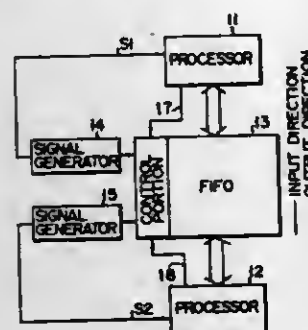 S1
11
PROCESSOR
17
14
SIGNAL
GENERATOR
13
CONTROL
PORTION
FIFO
15
SIGNAL
GENERATOR
18
12
S2
PROCESSOR
INPUT DIRECTION